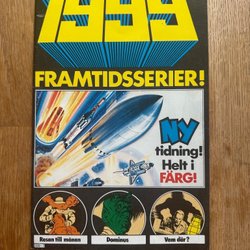 1999
FRAMTIDSSERIER!
NY
tidning!
Helt i
FÄRG!
Resan till månen
Dominus
Vem där?